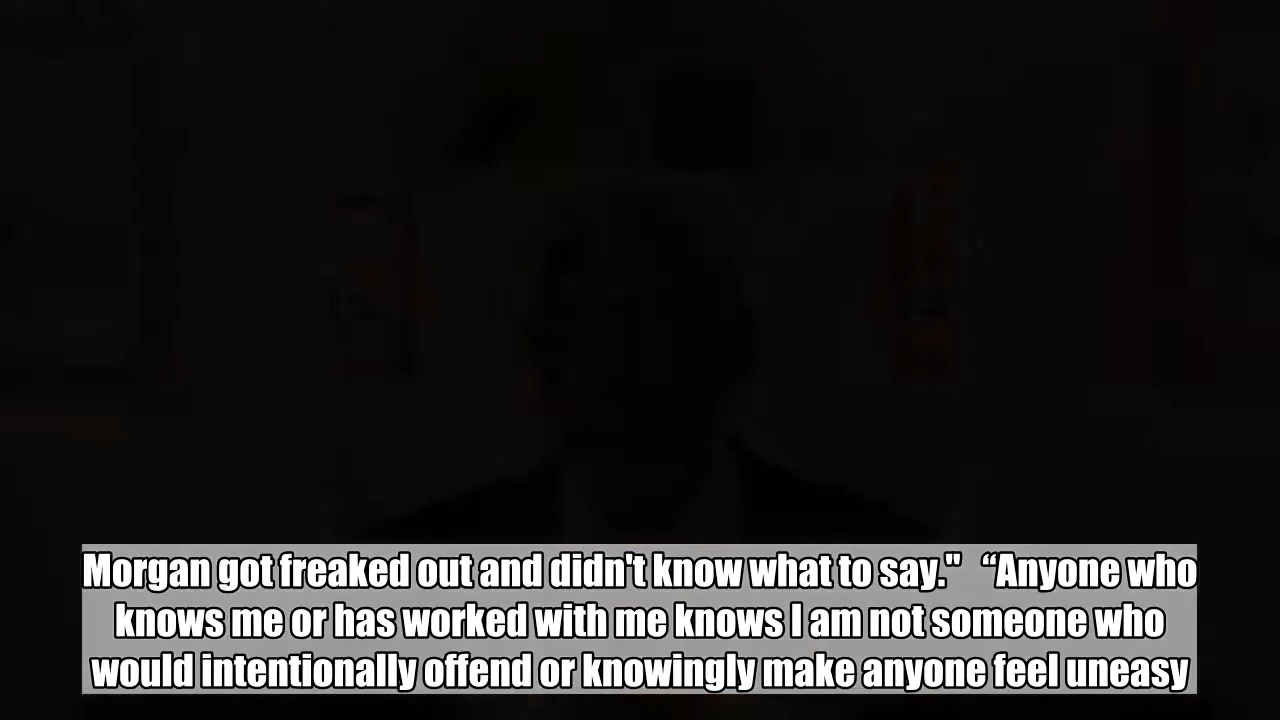 Morgan got freaked out and didn't know what to say."   “Anyone who
knows me or has worked with me knows I am not someone who
would intentionally offend or knowingly make anyone feel uneasy